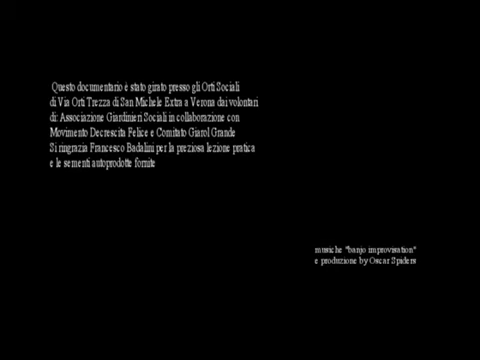 Questo documentario è stato girato presso gli Orti Sociali
di Via Orti Trezza di San Michele Extra a Verona dai volontari
di: Associazione Giardinieri Sociali in collaborazione con
Movimento Decrescita Felice e Comitato Giarol Grande
Si ringrazia Francesco Badalini per la preziosa lezione pratica
e le sementi autoprodotte fornite
musiche "banjo improvisation"
e produzione by Oscar Spiders